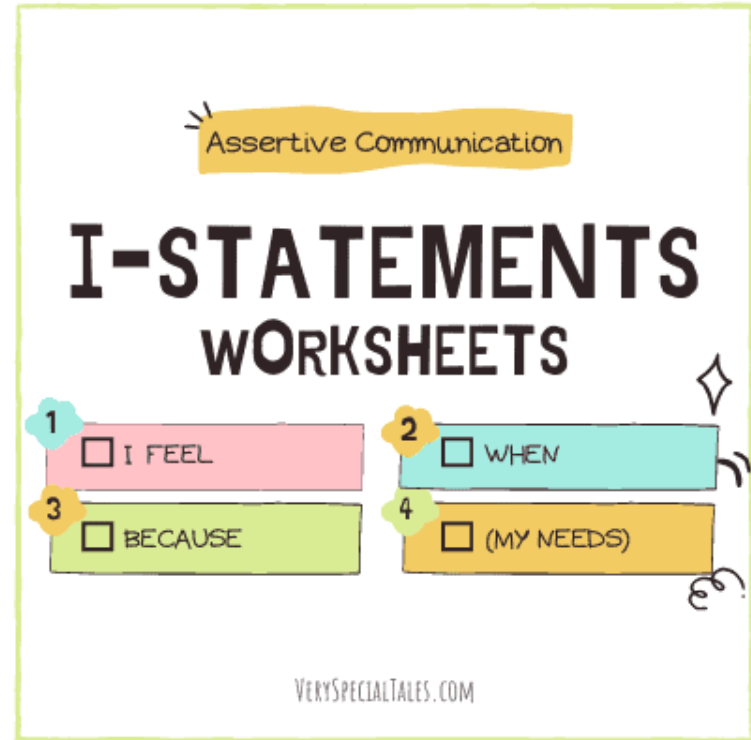 Assertive Communication
I-STATEMENTS
WORKSHEETS
1 I FEEL
2 WHEN
3 BECAUSE
4 (MY NEEDS)
VERYSPECIALTALES.COM